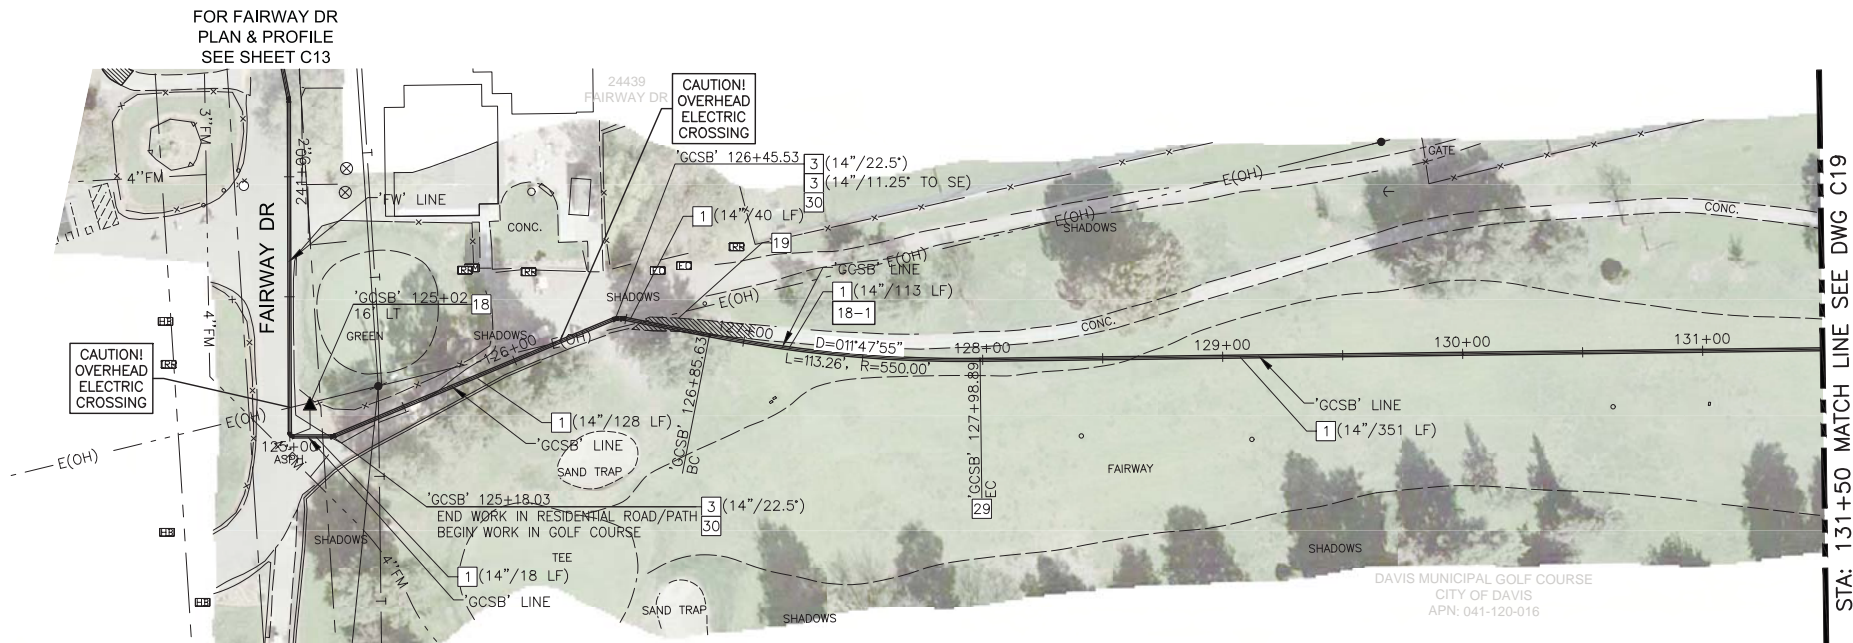 FOR FAIRWAY DR
PLAN & PROFILE
SEE SHEET C13
24439
FAIRWAY DR
CAUTION!
OVERHEAD
ELECTRIC
CROSSING
'GCSB' 126+45.53
3 (14"/22.5°)
3 (14"/11.25° TO SE)
30
1 (14"/40 LF)
19
3"FM
4"FM
241+00
2"G
'FW' LINE
FAIRWAY DR
CONC.
GATE
E(OH)
E(OH)
SHADOWS
CONC.
E(OH)
'GCSB' LINE
1 (14"/113 LF)
18-1
E(OH)
SHADOWS
CONC.
'GCSB' 125+02
16' LT
18
GREEN
SHADOWS
4"FM
126+00
E(OH)
127+00
D=011°47'55"
L=113.26', R=550.00'
128+00
129+00
130+00
131+00
CAUTION!
OVERHEAD
ELECTRIC
CROSSING
E(OH)
E(OH)
125+00
ASPH.
1 (14"/128 LF)
'GCSB' LINE
SAND TRAP
'GCSB' 126+85.63
BC
'GCSB' 127+98.89
EC
29
'GCSB' LINE
1 (14"/351 LF)
FAIRWAY
'GCSB' 125+18.03
END WORK IN RESIDENTIAL ROAD/PATH
BEGIN WORK IN GOLF COURSE
3 (14"/22.5°)
30
SHADOWS
TEE
4"FM
1 (14"/18 LF)
'GCSB' LINE
SAND TRAP
SHADOWS
SHADOWS
DAVIS MUNICIPAL GOLF COURSE
CITY OF DAVIS
APN: 041-120-016
STA: 131+50 MATCH LINE SEE DWG C19